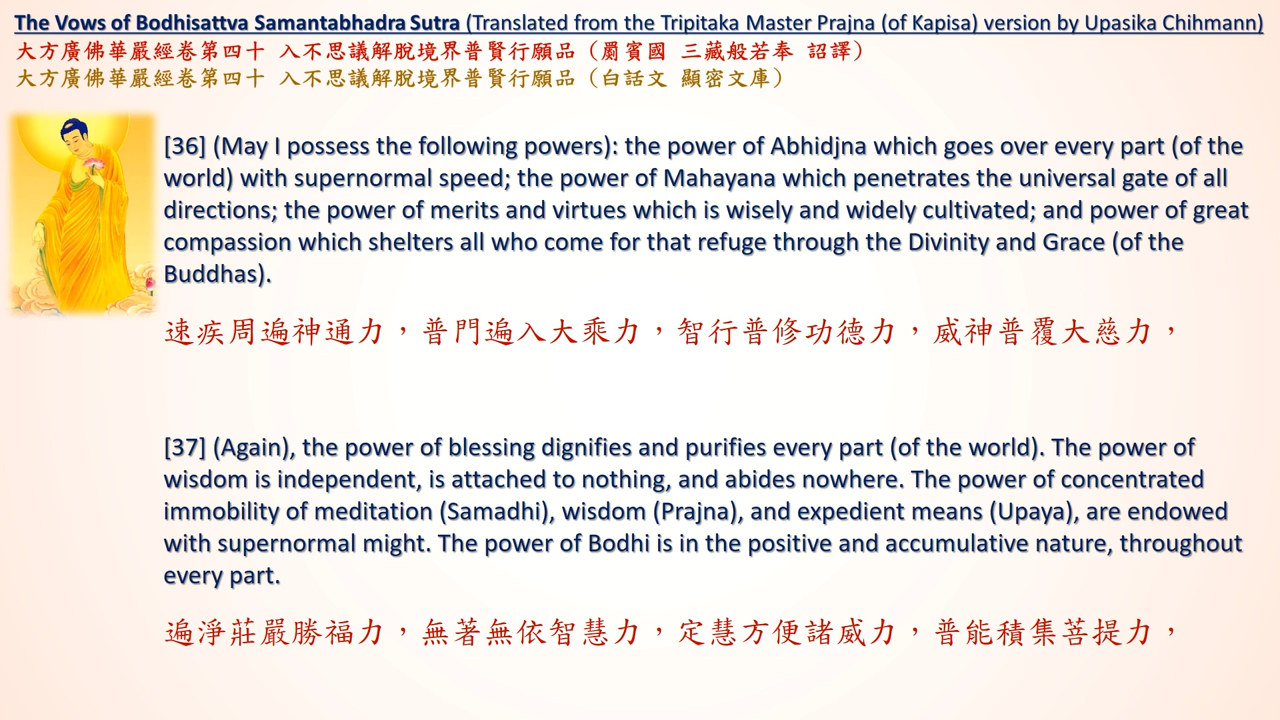 The Vows of Bodhisattva Samantabhadra Sutra (Translated from the Tripitaka Master Prajna (of Kapisa) version by Upasika Chihmann)
大方廣佛華嚴經卷第四十 入不思議解脫境界普賢行願品（罽賓國 三藏般若奉 詔譯）
大方廣佛華嚴經卷第四十 入不思議解脫境界普賢行願品（白話文 顯密文庫）
[36] (May I possess the following powers): the power of Abhidjna which goes over every part (of the
world) with supernormal speed; the power of Mahayana which penetrates the universal gate of all
directions; the power of merits and virtues which is wisely and widely cultivated; and power of great
compassion which shelters all who come for that refuge through the Divinity and Grace (of the
Buddhas).
速疾周遍神通力，普門遍入大乘力，智行普修功德力，威神普覆大慈力，
[37] (Again), the power of blessing dignifies and purifies every part (of the world). The power of
wisdom is independent, is attached to nothing, and abides nowhere. The power of concentrated
immobility of meditation (Samadhi), wisdom (Prajna), and expedient means (Upaya), are endowed
with supernormal might. The power of Bodhi is in the positive and accumulative nature, throughout
every part.
遍淨莊嚴勝福力，無著無依智慧力，定慧方便諸威力，普能積集菩提力，